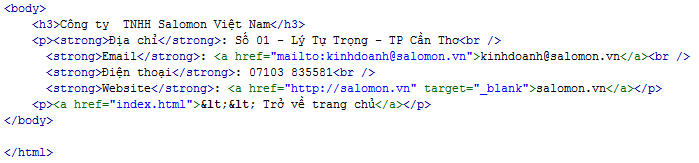 <body>
<h3>Công ty  TNHH Salomon Việt Nam</h3>
<p><strong>Địa chỉ</strong>: Số 01 - Lý Tự Trọng - TP Cần Thơ<br />
<strong>Email</strong>: <a href="mailto:kinhdoanh@salomon.vn">kinhdoanh@salomon.vn</a><br />
<strong>Điện thoại</strong>: 07103 835581<br />
<strong>Website</strong>: <a href="http://salomon.vn" target="_blank">salomon.vn</a></p>
<p><a href="index.html">&lt;&lt; Trở về trang chủ</a></p>
</body>
</html>